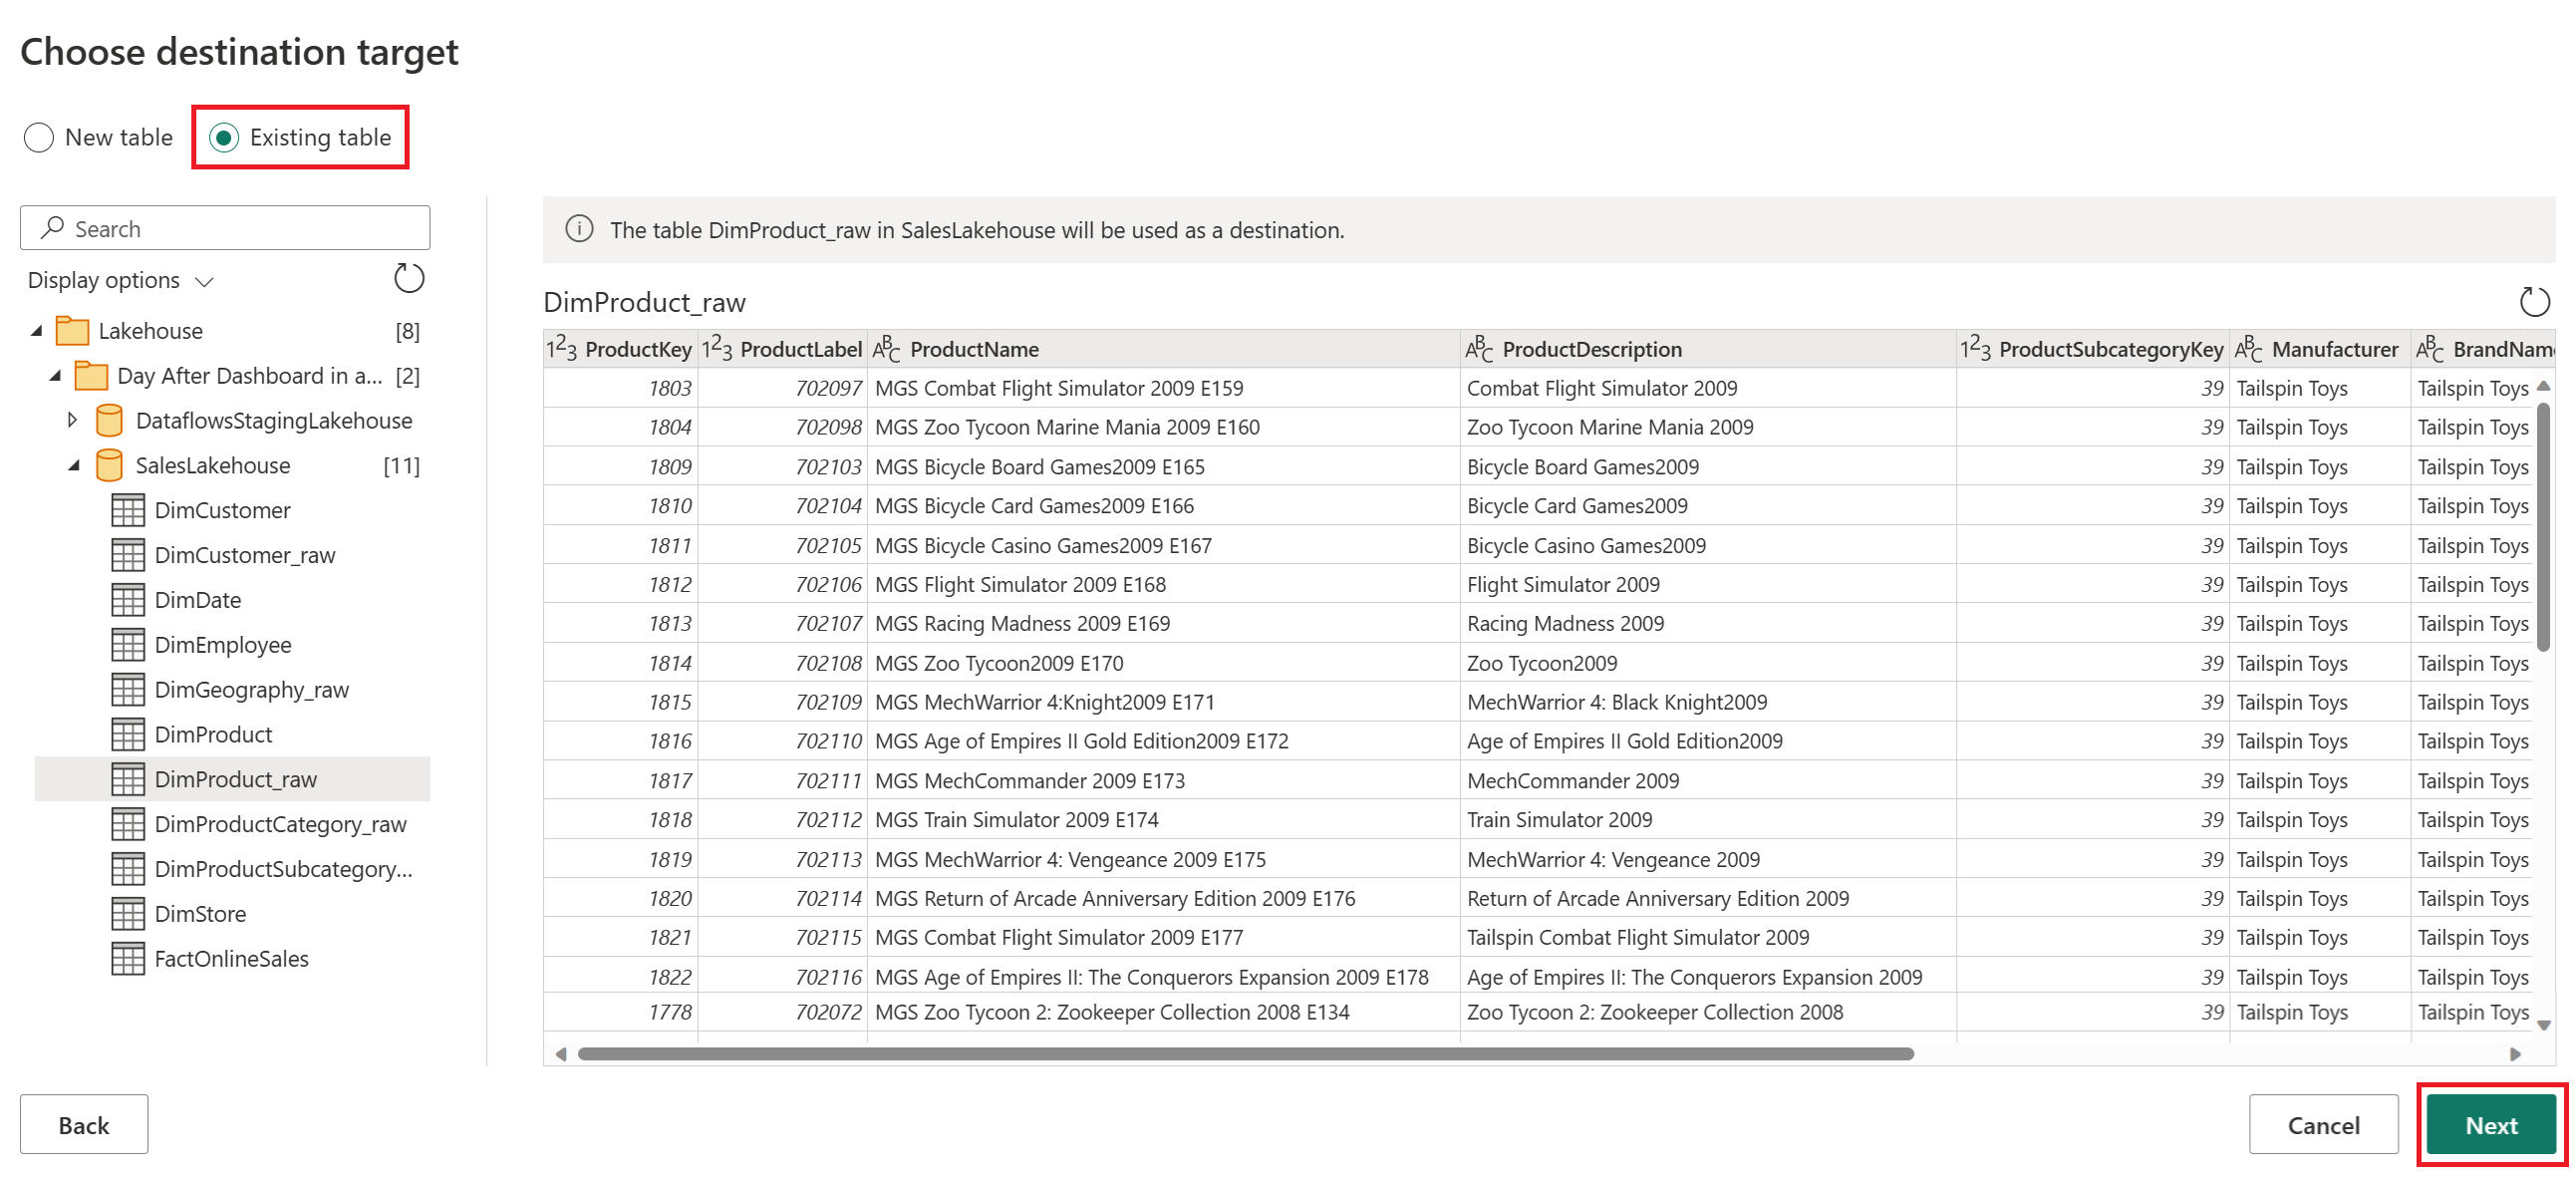 Choose destination target
New table
Existing table
Search
Display options
Lakehouse [8]
Day After Dashboard in a... [2]
DataflowsStagingLakehouse
SalesLakehouse [11]
DimCustomer
DimCustomer_raw
DimDate
DimEmployee
DimGeography_raw
DimProduct
DimProduct_raw
DimProductCategory_raw
DimProductSubcategory...
DimStore
FactOnlineSales
The table DimProduct_raw in SalesLakehouse will be used as a destination.
DimProduct_raw
123 ProductKey 123 ProductLabel ABC ProductName ABC ProductDescription 123 ProductSubcategoryKey ABC Manufacturer ABC BrandName
1803 702097 MGS Combat Flight Simulator 2009 E159 Combat Flight Simulator 2009 39 Tailspin Toys Tailspin Toys
1804 702098 MGS Zoo Tycoon Marine Mania 2009 E160 Zoo Tycoon Marine Mania 2009 39 Tailspin Toys Tailspin Toys
1809 702103 MGS Bicycle Board Games2009 E165 Bicycle Board Games2009 39 Tailspin Toys Tailspin Toys
1810 702104 MGS Bicycle Card Games2009 E166 Bicycle Card Games2009 39 Tailspin Toys Tailspin Toys
1811 702105 MGS Bicycle Casino Games2009 E167 Bicycle Casino Games2009 39 Tailspin Toys Tailspin Toys
1812 702106 MGS Flight Simulator 2009 E168 Flight Simulator 2009 39 Tailspin Toys Tailspin Toys
1813 702107 MGS Racing Madness 2009 E169 Racing Madness 2009 39 Tailspin Toys Tailspin Toys
1814 702108 MGS Zoo Tycoon2009 E170 Zoo Tycoon2009 39 Tailspin Toys Tailspin Toys
1815 702109 MGS MechWarrior 4:Knight2009 E171 MechWarrior 4: Black Knight2009 39 Tailspin Toys Tailspin Toys
1816 702110 MGS Age of Empires II Gold Edition2009 E172 Age of Empires II Gold Edition2009 39 Tailspin Toys Tailspin Toys
1817 702111 MGS MechCommander 2009 E173 MechCommander 2009 39 Tailspin Toys Tailspin Toys
1818 702112 MGS Train Simulator 2009 E174 Train Simulator 2009 39 Tailspin Toys Tailspin Toys
1819 702113 MGS MechWarrior 4: Vengeance 2009 E175 MechWarrior 4: Vengeance 2009 39 Tailspin Toys Tailspin Toys
1820 702114 MGS Return of Arcade Anniversary Edition 2009 E176 Return of Arcade Anniversary Edition 2009 39 Tailspin Toys Tailspin Toys
1821 702115 MGS Combat Flight Simulator 2009 E177 Tailspin Combat Flight Simulator 2009 39 Tailspin Toys Tailspin Toys
1822 702116 MGS Age of Empires II: The Conquerors Expansion 2009 E178 Age of Empires II: The Conquerors Expansion 2009 39 Tailspin Toys Tailspin Toys
1778 702072 MGS Zoo Tycoon 2: Zookeeper Collection 2008 E134 Zoo Tycoon 2: Zookeeper Collection 2008 39 Tailspin Toys Tailspin Toys
Back
Cancel
Next